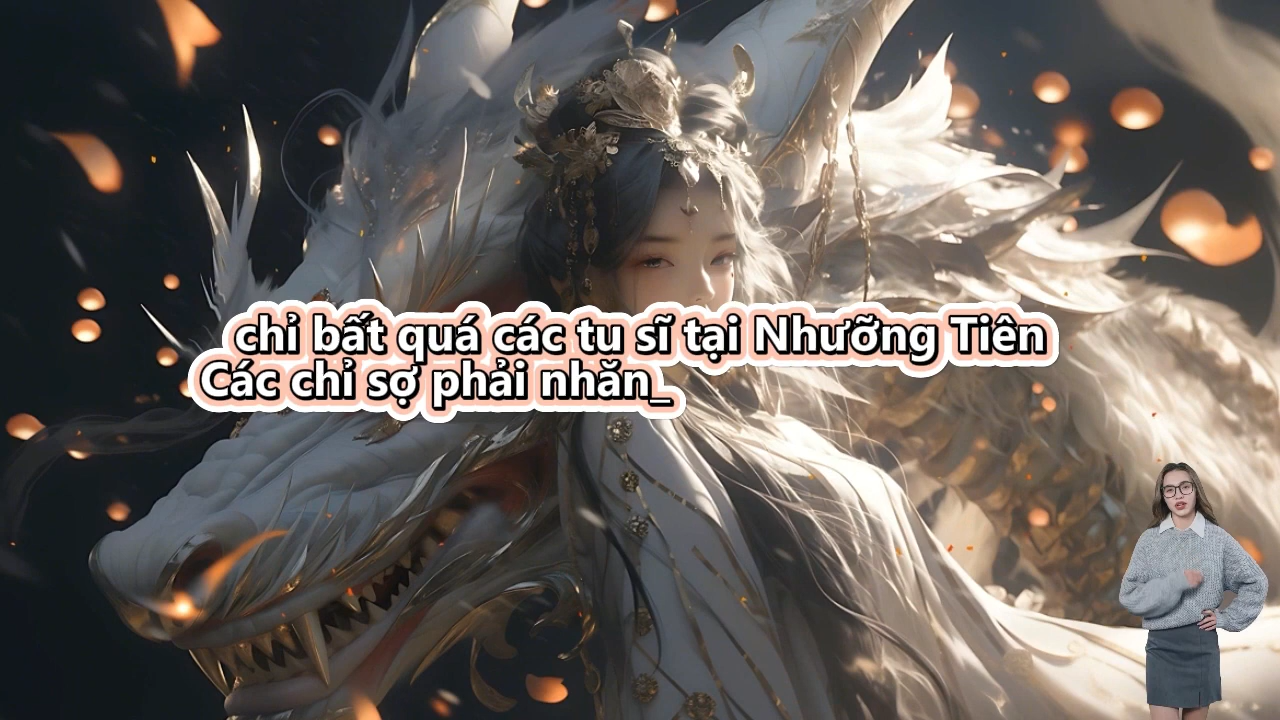 chỉ bất quá các tu sĩ tại Nhưỡng Tiên
Các chỉ sợ phải nhăn_